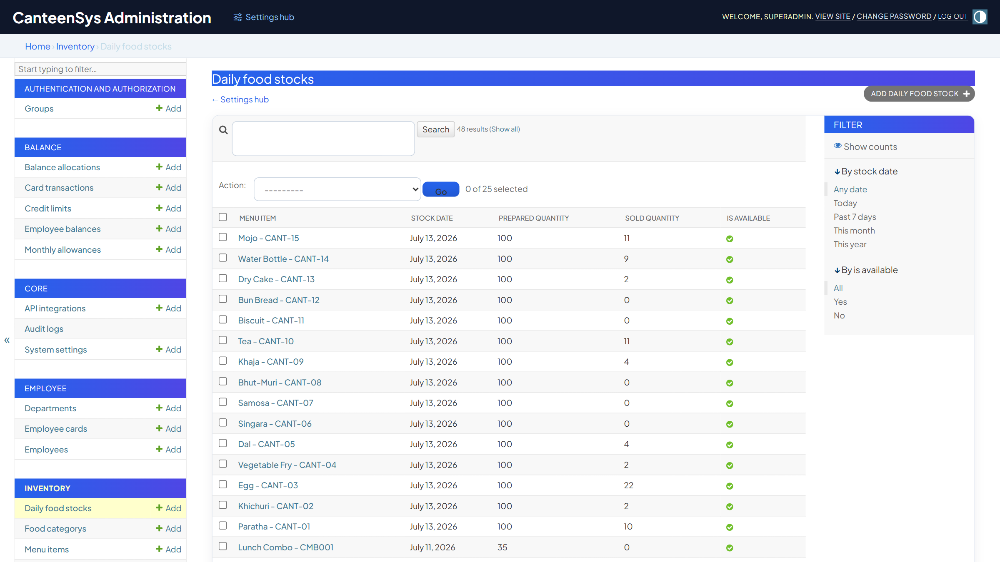 CanteenSys Administration
Settings hub
WELCOME, SUPERADMIN. VIEW SITE / CHANGE PASSWORD / LOG OUT
Home › Inventory › Daily food stocks
Start typing to filter...
AUTHENTICATION AND AUTHORIZATION
Groups Add
BALANCE
Balance allocations Add
Card transactions Add
Credit limits Add
Employee balances Add
Monthly allowances Add
CORE
API integrations Add
Audit logs
System settings Add
EMPLOYEE
Departments Add
Employee cards Add
Employees Add
INVENTORY
Daily food stocks Add
Food categorys Add
Menu items Add
«
Daily food stocks
← Settings hub
ADD DAILY FOOD STOCK
Search 48 results (Show all)
Action: --------- Go 0 of 25 selected
MENU ITEM STOCK DATE PREPARED QUANTITY SOLD QUANTITY IS AVAILABLE
Mojo - CANT-15 July 13, 2026 100 11
Water Bottle - CANT-14 July 13, 2026 100 9
Dry Cake - CANT-13 July 13, 2026 100 2
Bun Bread - CANT-12 July 13, 2026 100 0
Biscuit - CANT-11 July 13, 2026 100 0
Tea - CANT-10 July 13, 2026 100 11
Khaja - CANT-09 July 13, 2026 100 4
Bhut-Muri - CANT-08 July 13, 2026 100 0
Samosa - CANT-07 July 13, 2026 100 0
Singara - CANT-06 July 13, 2026 100 0
Dal - CANT-05 July 13, 2026 100 4
Vegetable Fry - CANT-04 July 13, 2026 100 2
Egg - CANT-03 July 13, 2026 100 22
Khichuri - CANT-02 July 13, 2026 100 2
Paratha - CANT-01 July 13, 2026 100 10
Lunch Combo - CMB001 July 11, 2026 35 0
FILTER
Show counts
↓ By stock date
Any date
Today
Past 7 days
This month
This year
↓ By is available
All
Yes
No